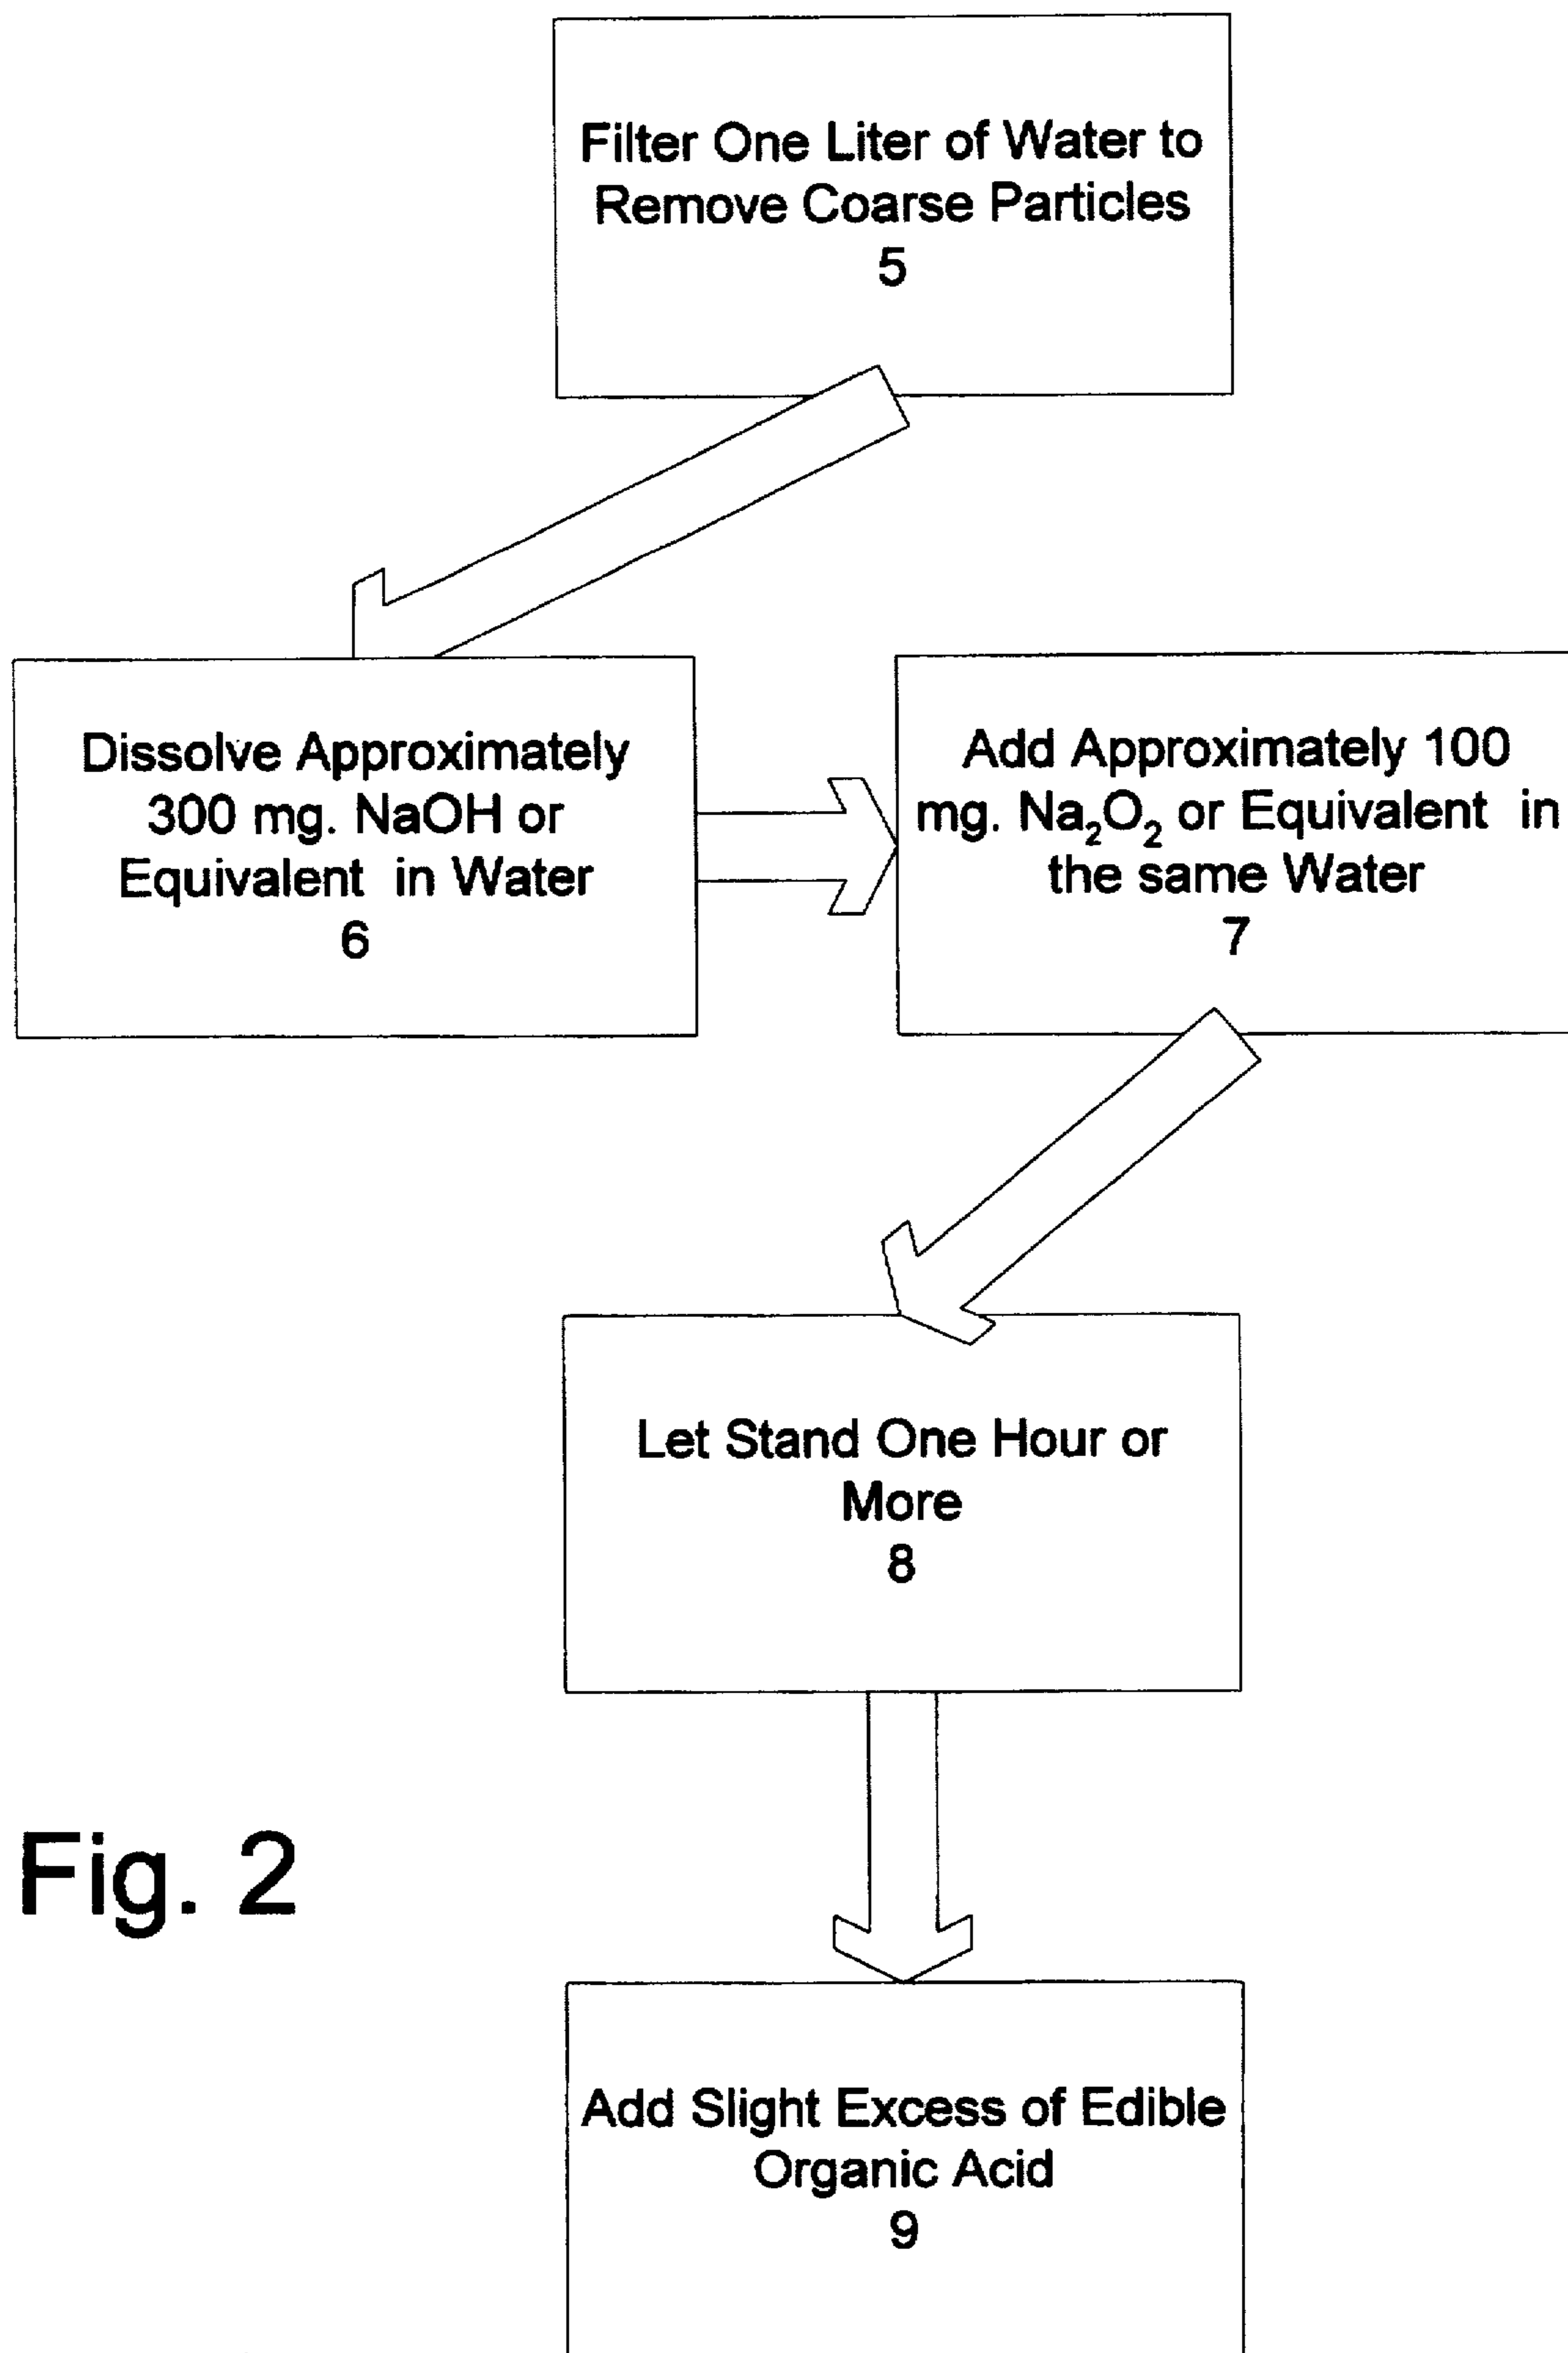 Filter One Liter of Water to
Remove Coarse Particles
5
Dissolve Approximately
300 mg. NaOH or
Equivalent in Water
6
Add Approximately 100
mg. Na₂O₂ or Equivalent in
the same Water
7
Let Stand One Hour or
More
8
Fig. 2
Add Slight Excess of Edible
Organic Acid
9